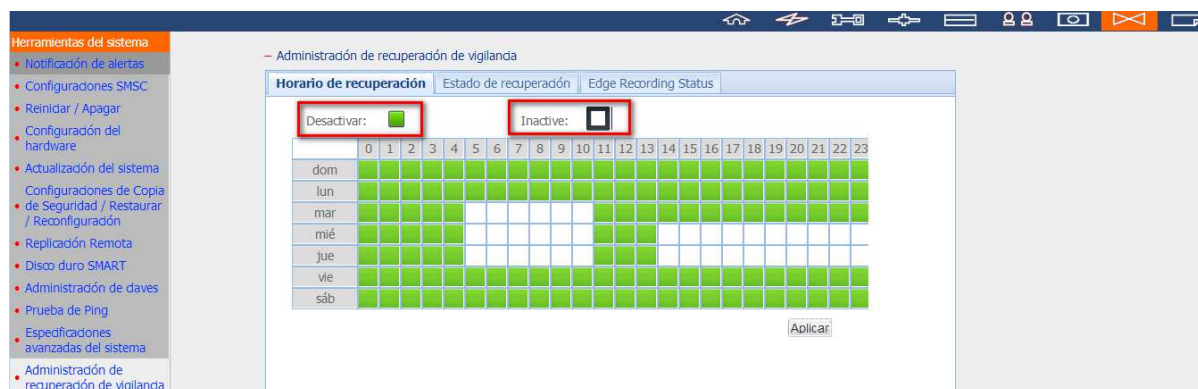 Herramientas del sistema
Notificación de alertas
Configuraciones SMSC
Reiniciar / Apagar
Configuración del
hardware
Actualización del sistema
Configuraciones de Copia
de Seguridad / Restaurar
/ Reconfiguración
Replicación Remota
Disco duro SMART
Administración de claves
Prueba de Ping
Especificaciones
avanzadas del sistema
Administración de
recuperación de vigilancia
Administración de recuperación de vigilancia
Horario de recuperación Estado de recuperación Edge Recording Status
Desactivar: Inactive:
0 1 2 3 4 5 6 7 8 9 10 11 12 13 14 15 16 17 18 19 20 21 22 23
dom
lun
mar
mié
jue
vie
sáb
Aplicar